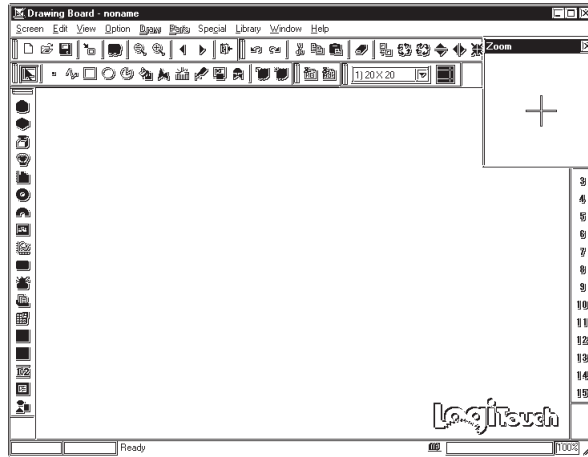 Drawing Board - noname
Screen Edit View Option Draw Parts Special Library Window Help
Zoom
1) 20 X 20
3)
4)
5)
6)
7)
8)
9)
10)
11)
12)
13)
14)
15)
LogiTouch
Ready
100%